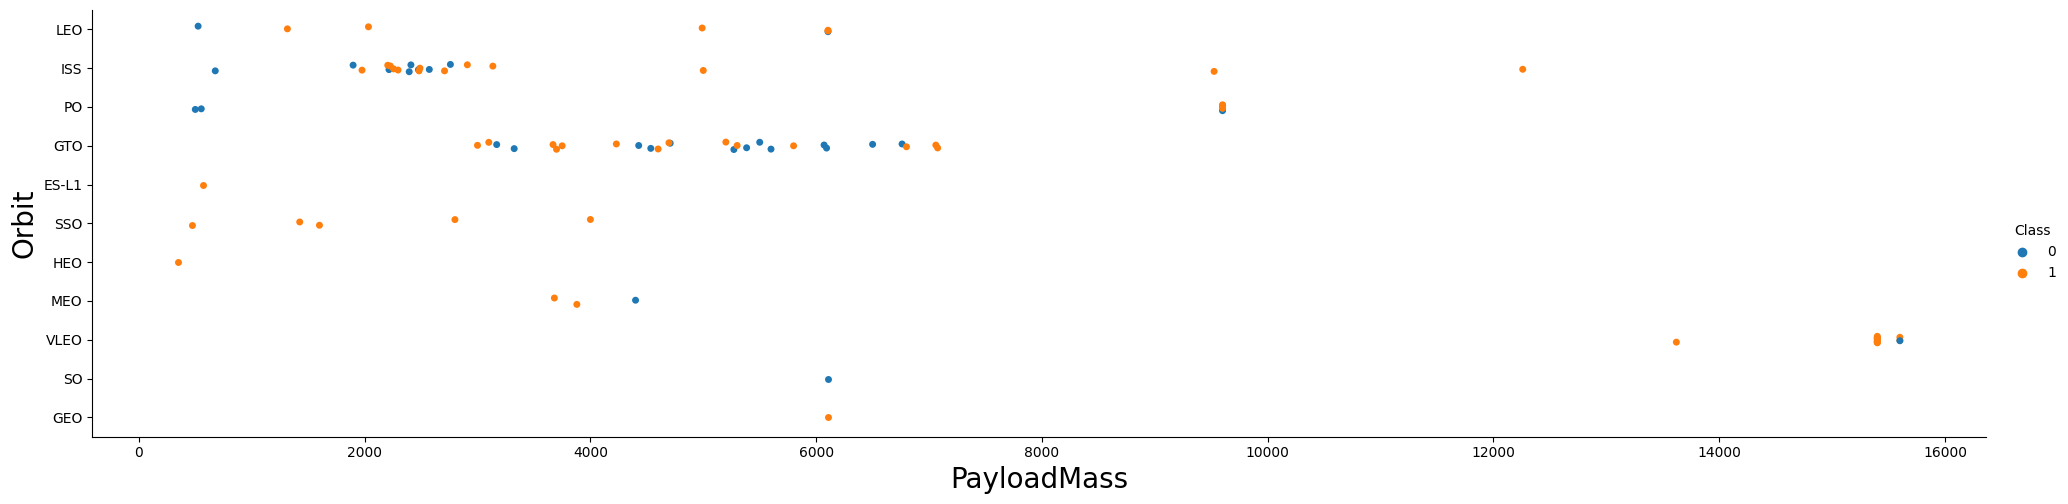 LEO
ISS
PO
GTO
ES-L1
SSO
HEO
MEO
VLEO
SO
GEO
Orbit
0 2000 4000 6000 8000 10000 12000 14000 16000
PayloadMass
Class
0
1